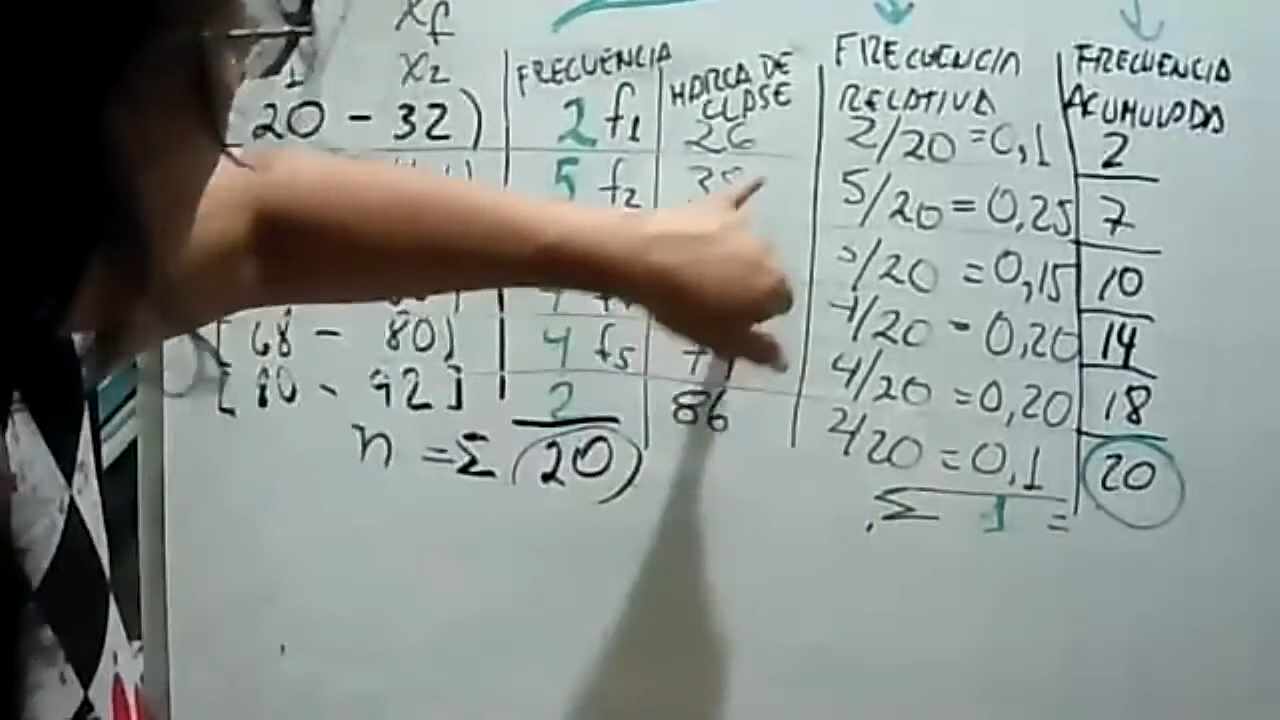 Xf
X2
FRECUENCIA
MARCA DE CLASE
FRECUENCIA RELATIVA
FRECUENCIA ACUMULADA
[20 - 32) 2 f1 26 2/20 = 0,1 2
5 f2 5/20 = 0,25 7
/20 = 0,15 10
/20 - 0,20 14
[68 - 80) 4 f5 4/20 = 0,20 18
[80 - 92] 2 86 2/20 = 0,1 20
n = Σ 20
Σ 1 =